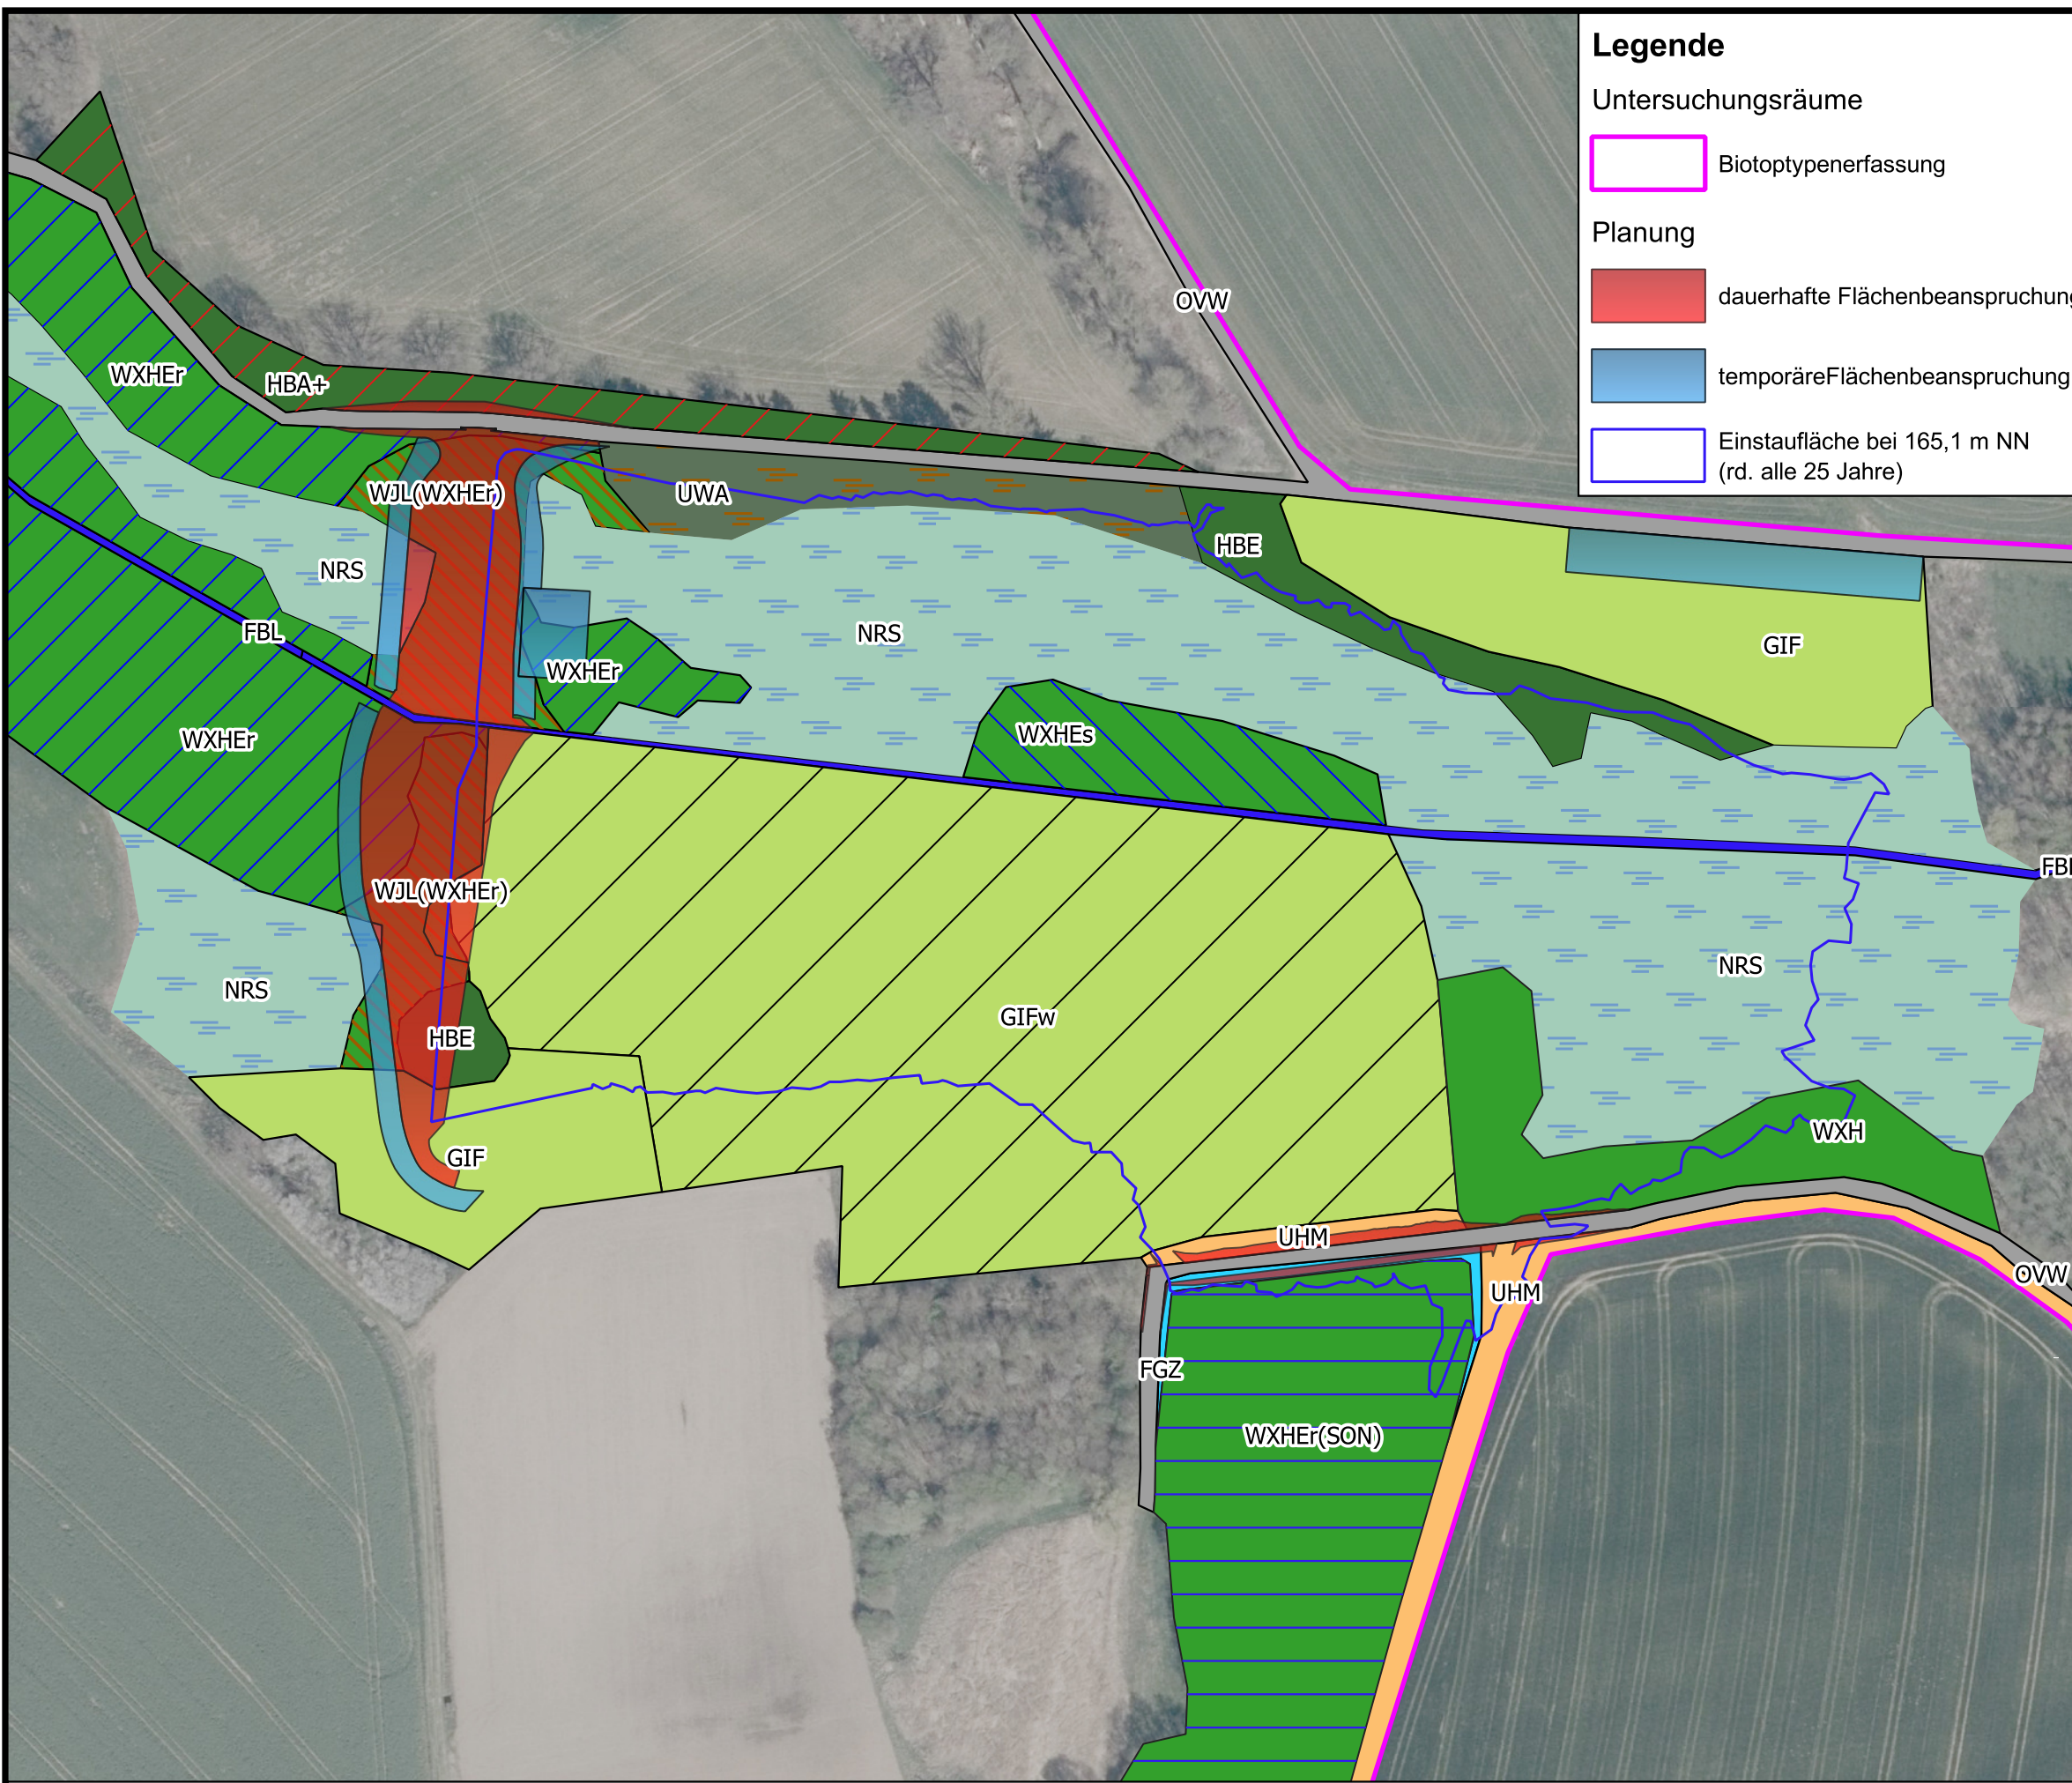 Legende
Untersuchungsräume
Biotoptypenerfassung
Planung
dauerhafte Flächenbeanspruchung
temporäreFlächenbeanspruchung
Einstaufläche bei 165,1 m NN
(rd. alle 25 Jahre)
OVW
WXHEr
HBA+
WJL(WXHEr)
UWA
HBE
NRS
FBL
NRS
GIF
WXHEr
WXHEs
WXHEr
FBL
WJL(WXHEr)
NRS
NRS
GIFw
HBE
WXH
GIF
UHM
OVW
UHM
FGZ
WXHEr(SON)